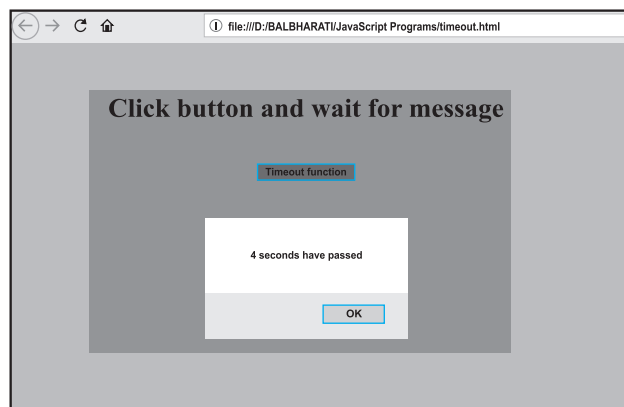 file:///D:/BALBHARATI/JavaScript Programs/timeout.html
Click button and wait for message
Timeout function
4 seconds have passed
OK